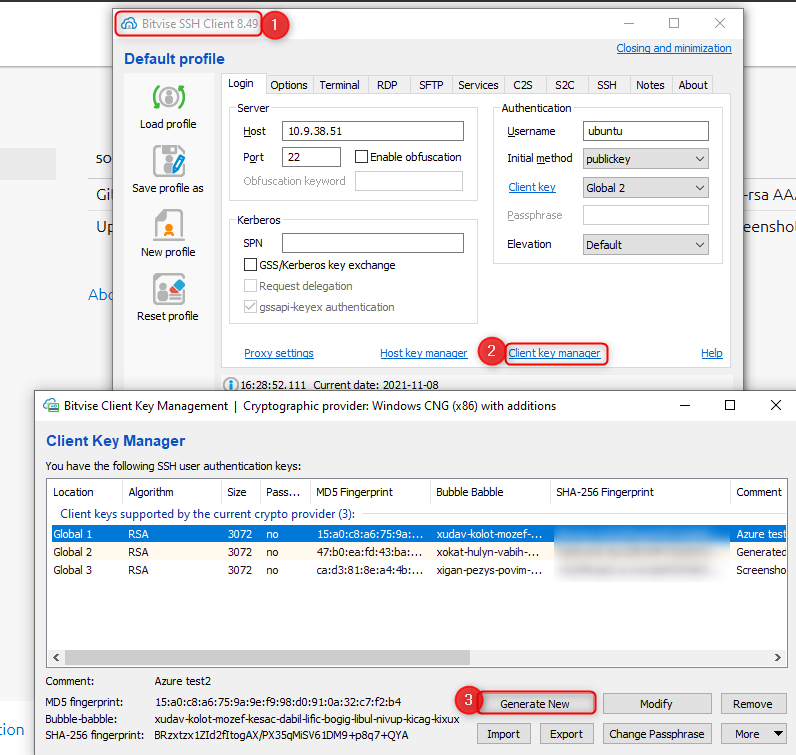 Bitvise SSH Client 8.49
1
Closing and minimization
Default profile
Load profile
Save profile as
New profile
Reset profile
Login Options Terminal RDP SFTP Services C2S S2C SSH Notes About
Server
Host 10.9.38.51
Port 22 Enable obfuscation
Obfuscation keyword
Kerberos
SPN
GSS/Kerberos key exchange
Request delegation
gssapi-keyex authentication
Authentication
Username ubuntu
Initial method publickey
Client key Global 2
Passphrase
Elevation Default
Proxy settings Host key manager 2 Client key manager Help
16:28:52.111 Current date: 2021-11-08
so
Gi
Up
Abo
-rsa AAA
eenshot
tion
Bitvise Client Key Management | Cryptographic provider: Windows CNG (x86) with additions
Client Key Manager
You have the following SSH user authentication keys:
Location Algorithm Size Pass... MD5 Fingerprint Bubble Babble SHA-256 Fingerprint Comment
Client keys supported by the current crypto provider (3):
Global 1 RSA 3072 no 15:a0:c8:a6:75:9a:... xudav-kolot-mozef-... Azure test
Global 2 RSA 3072 no 47:b0:ea:fd:43:ba:... xokat-hulyn-vabih-... Generated
Global 3 RSA 3072 no ca:d3:81:8e:a4:4b:... xigan-pezys-povim-... Screensho
Comment: Azure test2
MD5 fingerprint: 15:a0:c8:a6:75:9a:9e:f9:98:d0:91:0a:32:c7:f2:b4
Bubble-babble: xudav-kolot-mozef-kesac-dabil-lific-bogig-libul-nivup-kicag-kixux
SHA-256 fingerprint: BRzxtzx1ZId2fItogAX/PX35qMiSV61DM9+p8q7+QYA
3 Generate New Modify Remove
Import Export Change Passphrase More